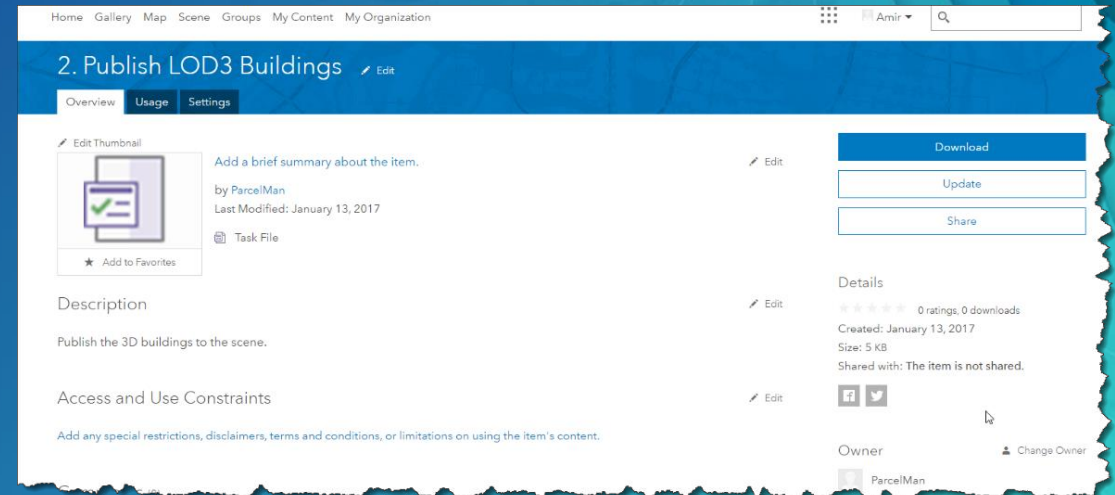 Home Gallery Map Scene Groups My Content My Organization
Amir
2. Publish LOD3 Buildings Edit
Overview Usage Settings
Edit Thumbnail
Add a brief summary about the item.
Edit
by ParcelMan
Last Modified: January 13, 2017
Task File
Add to Favorites
Description
Edit
Publish the 3D buildings to the scene.
Access and Use Constraints
Edit
Add any special restrictions, disclaimers, terms and conditions, or limitations on using the item's content.
Download
Update
Share
Details
0 ratings, 0 downloads
Created: January 13, 2017
Size: 5 KB
Shared with: The item is not shared.
Owner
Change Owner
ParcelMan